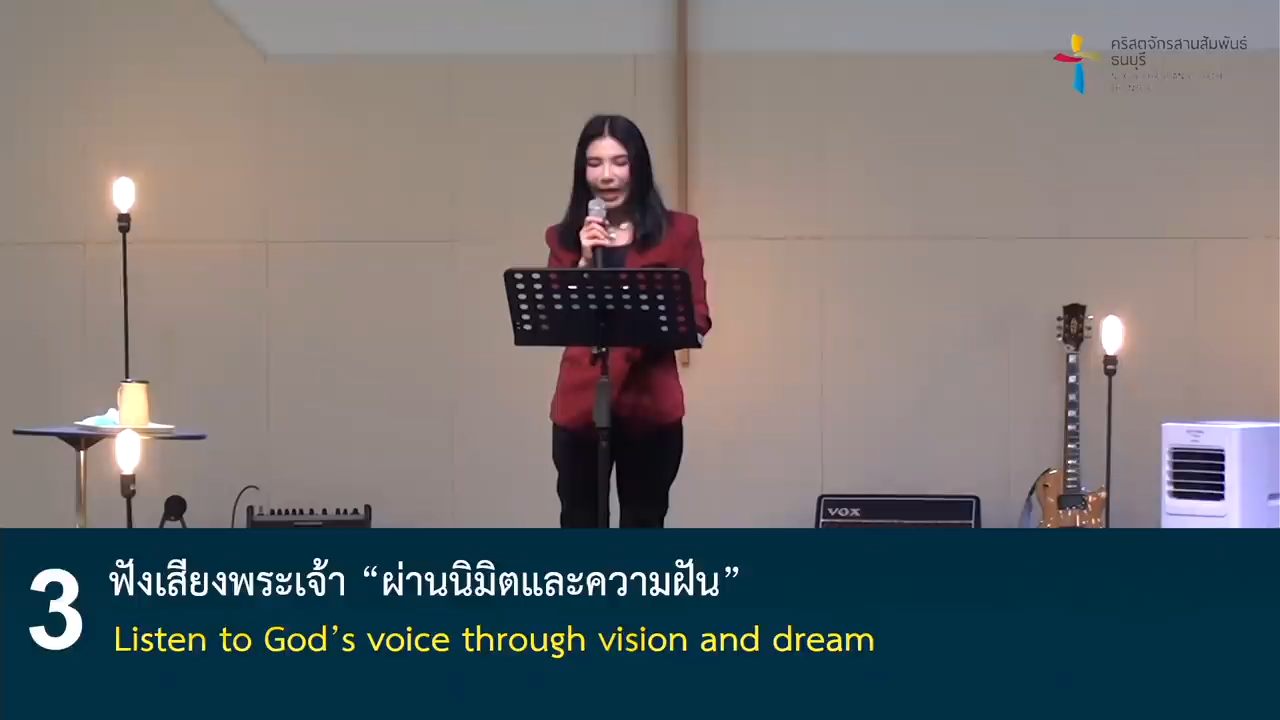 คริสตจักรสานสัมพันธ์
ธนบุรี
VOX
3
ฟังเสียงพระเจ้า “ผ่านนิมิตและความฝัน”
Listen to God’s voice through vision and dream